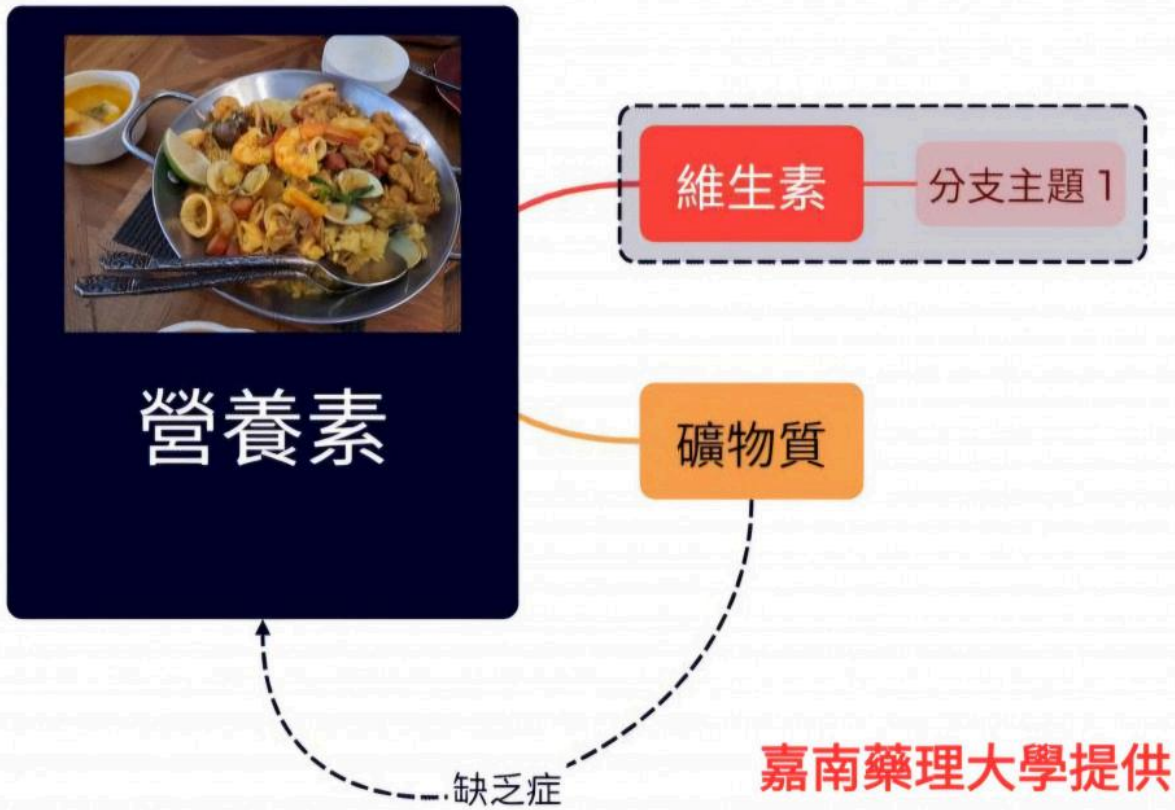 營養素
維生素
分支主題 1
礦物質
缺乏症
嘉南藥理大學提供